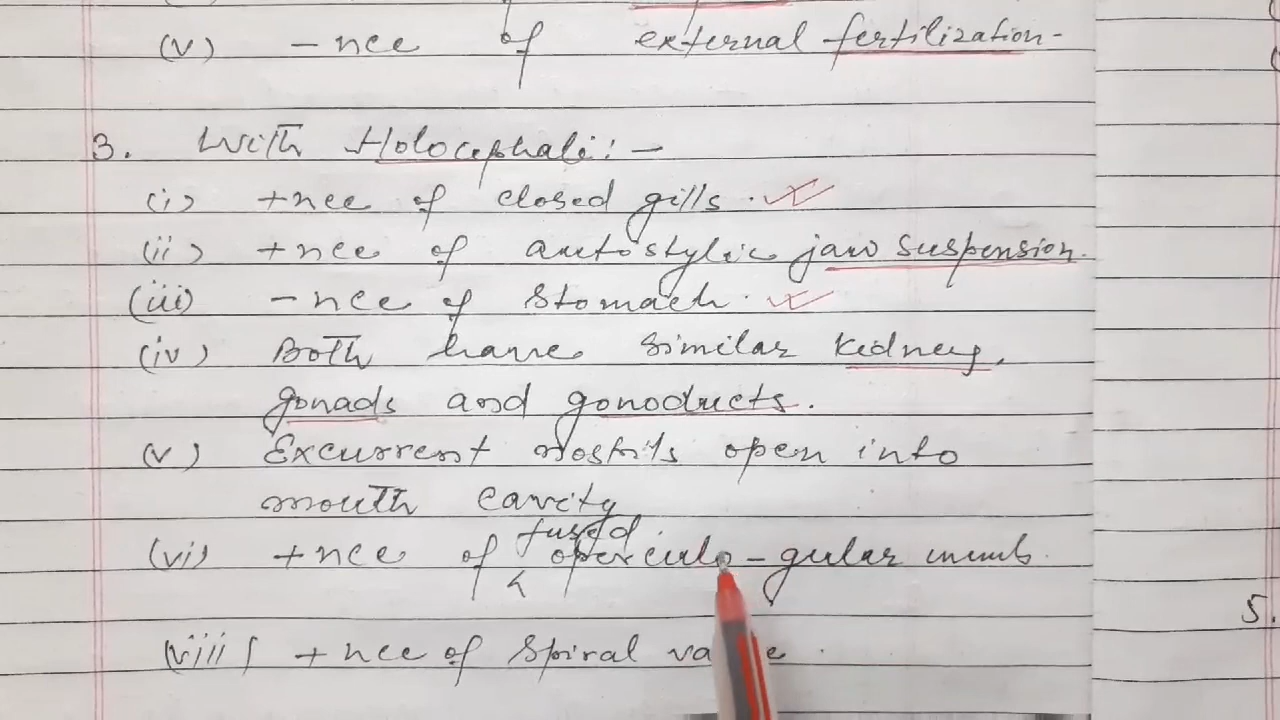 (v) -nce of external fertilization-
3. With Holocephali:-
(i) +nce of closed gills.
(ii) +nce of autostylic jaw suspension.
(iii) -nce of stomach.
(iv) Both have similar kidney,
gonads and gonoducts.
(v) Excurrent nostrils open into
mouth cavity
fused
(vi) +nce of operculo-gular memb.
5.
(viii) +nce of spiral